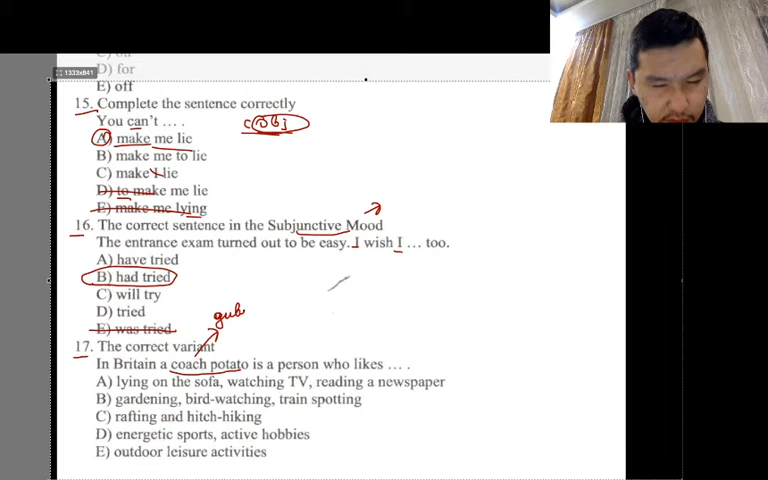 C) off
D) for
1333x841
E) off
15. Complete the sentence correctly
You can't ... .
C obj
A) make me lie
B) make me to lie
C) make I lie
D) to make me lie
E) make me lying
16. The correct sentence in the Subjunctive Mood
The entrance exam turned out to be easy. I wish I ... too.
A) have tried
B) had tried
C) will try
D) tried
E) was tried
17. The correct variant
In Britain a coach potato is a person who likes ... .
A) lying on the sofa, watching TV, reading a newspaper
B) gardening, bird-watching, train spotting
C) rafting and hitch-hiking
D) energetic sports, active hobbies
E) outdoor leisure activities